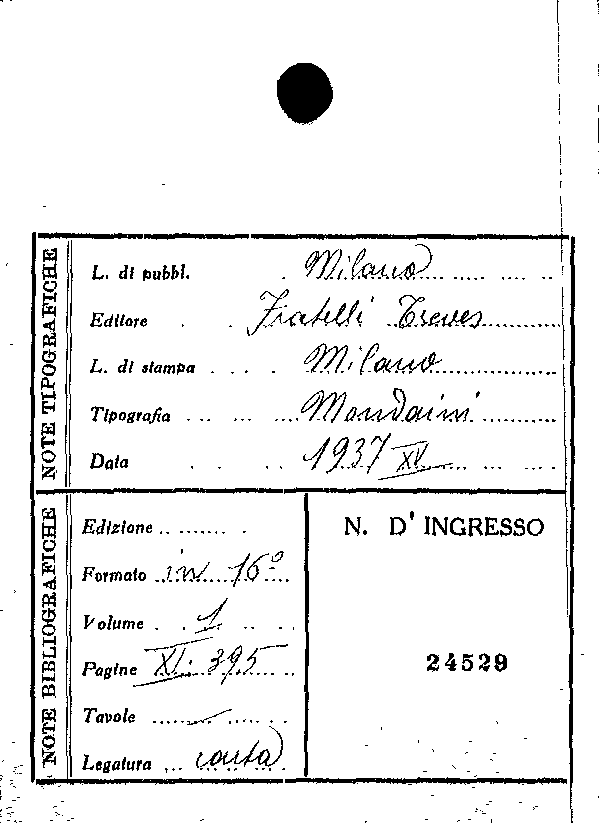 NOTE TIPOGRAFICHE
L. di pubbl. Milano
Editore Fratelli Treves
L. di stampa Milano
Tipografia Mondaini
Data 1937 XV
NOTE BIBLIOGRAFICHE
Edizione
Formato in 16º
Volume 1
Pagine XI. 395
Tavole
Legatura carta
N. D'INGRESSO
24529